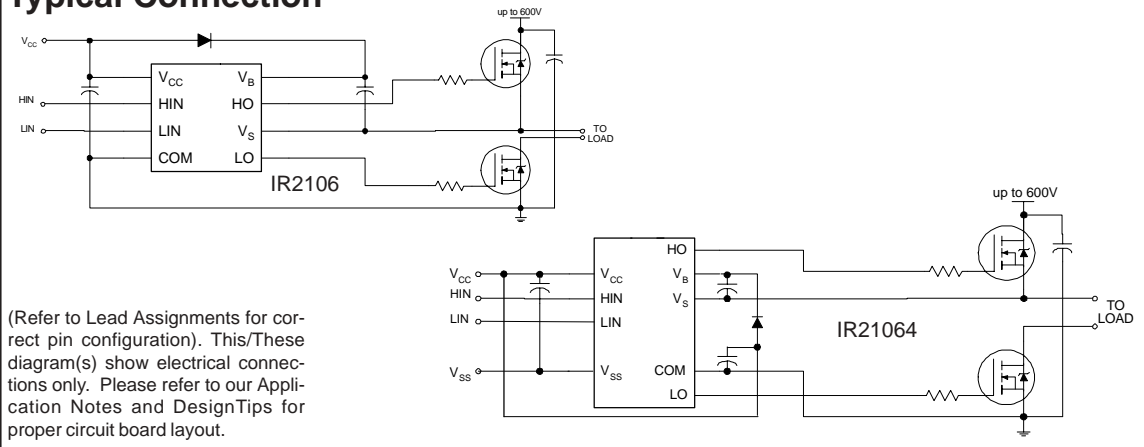 Typical Connection
up to 600V
VCC
VCC VB
HIN HIN HO
LIN LIN VS
TO
LOAD
COM LO
IR2106
up to 600V
HO
VCC VCC VB
HIN HIN VS
LIN LIN
TO
LOAD
IR21064
VSS VSS COM
LO
(Refer to Lead Assignments for cor-
rect pin configuration). This/These
diagram(s) show electrical connec-
tions only. Please refer to our Appli-
cation Notes and DesignTips for
proper circuit board layout.